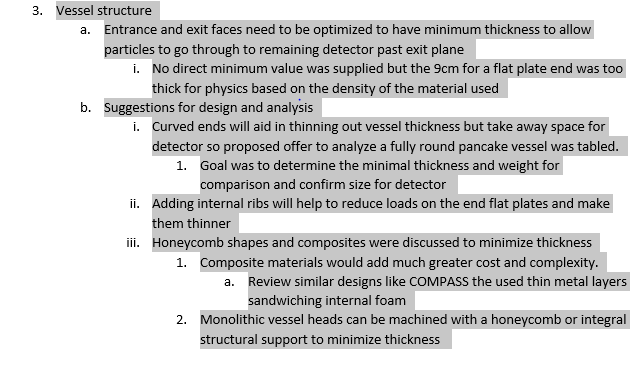 3. Vessel structure
a. Entrance and exit faces need to be optimized to have minimum thickness to allow
particles to go through to remaining detector past exit plane
i. No direct minimum value was supplied but the 9cm for a flat plate end was too
thick for physics based on the density of the material used
b. Suggestions for design and analysis
i. Curved ends will aid in thinning out vessel thickness but take away space for
detector so proposed offer to analyze a fully round pancake vessel was tabled.
1. Goal was to determine the minimal thickness and weight for
comparison and confirm size for detector
ii. Adding internal ribs will help to reduce loads on the end flat plates and make
them thinner
iii. Honeycomb shapes and composites were discussed to minimize thickness
1. Composite materials would add much greater cost and complexity.
a. Review similar designs like COMPASS the used thin metal layers
sandwiching internal foam
2. Monolithic vessel heads can be machined with a honeycomb or integral
structural support to minimize thickness